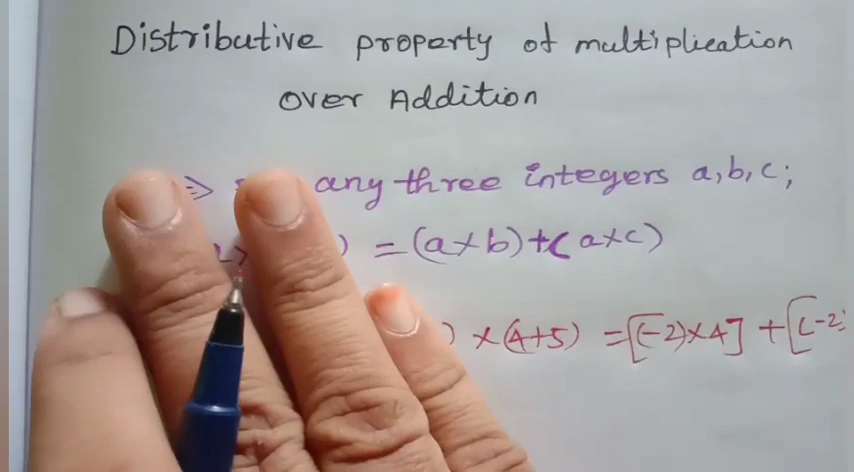 Distributive property of multiplication
over Addition
⇒ any three integers a, b, c;
) = (a×b)+(a×c)
) × (4+5) = [(-2)×4] + [(-2)